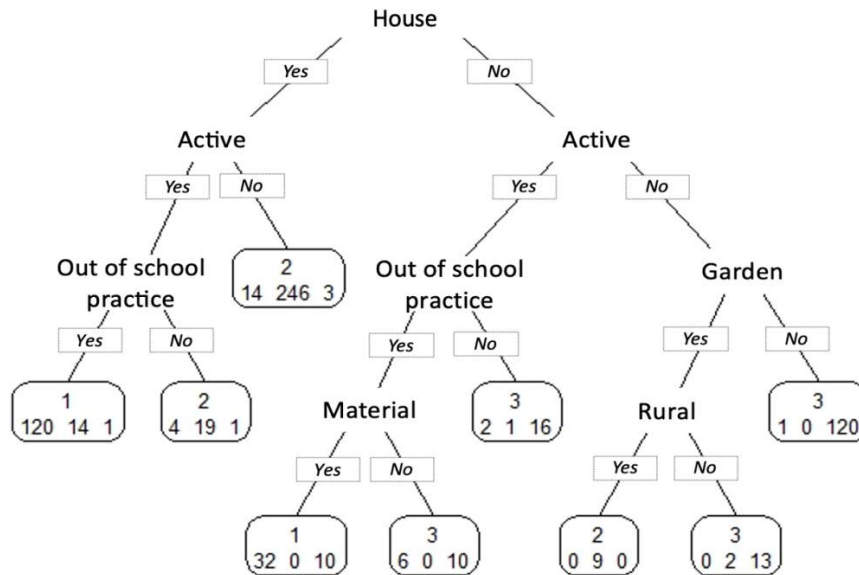 House
Yes
No
Active
Active
Yes
No
Yes
No
Out of school
practice
2
14 246 3
Out of school
practice
Garden
Yes
No
Yes
No
Yes
No
1
120 14 1
2
4 19 1
Material
3
2 1 16
Rural
3
1 0 120
Yes
No
Yes
No
1
32 0 10
3
6 0 10
2
0 9 0
3
0 2 13